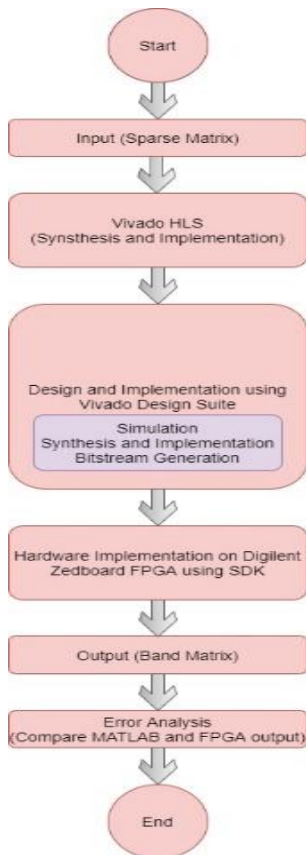 Start
Input (Sparse Matrix)
Vivado HLS
(Synsthesis and Implementation)
Design and Implementation using
Vivado Design Suite
Simulation
Synthesis and Implementation
Bitstream Generation
Hardware Implementation on Digilent
Zedboard FPGA using SDK
Output (Band Matrix)
Error Analysis
(Compare MATLAB and FPGA output)
End